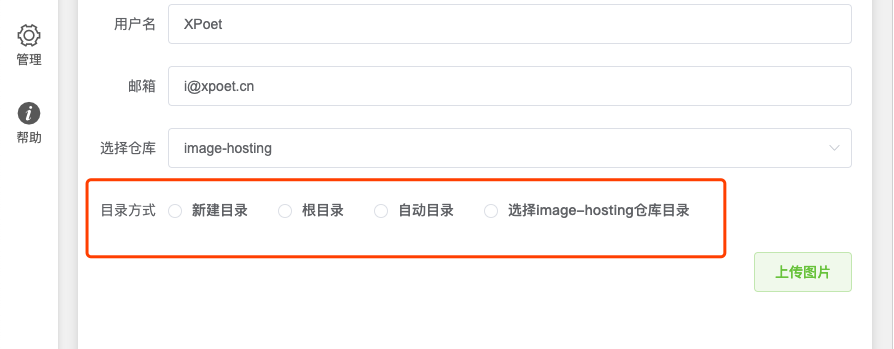 用户名 XPoet
管理
邮箱 i@xpoet.cn
帮助
选择仓库 image-hosting
目录方式 新建目录 根目录 自动目录 选择image-hosting仓库目录
上传图片